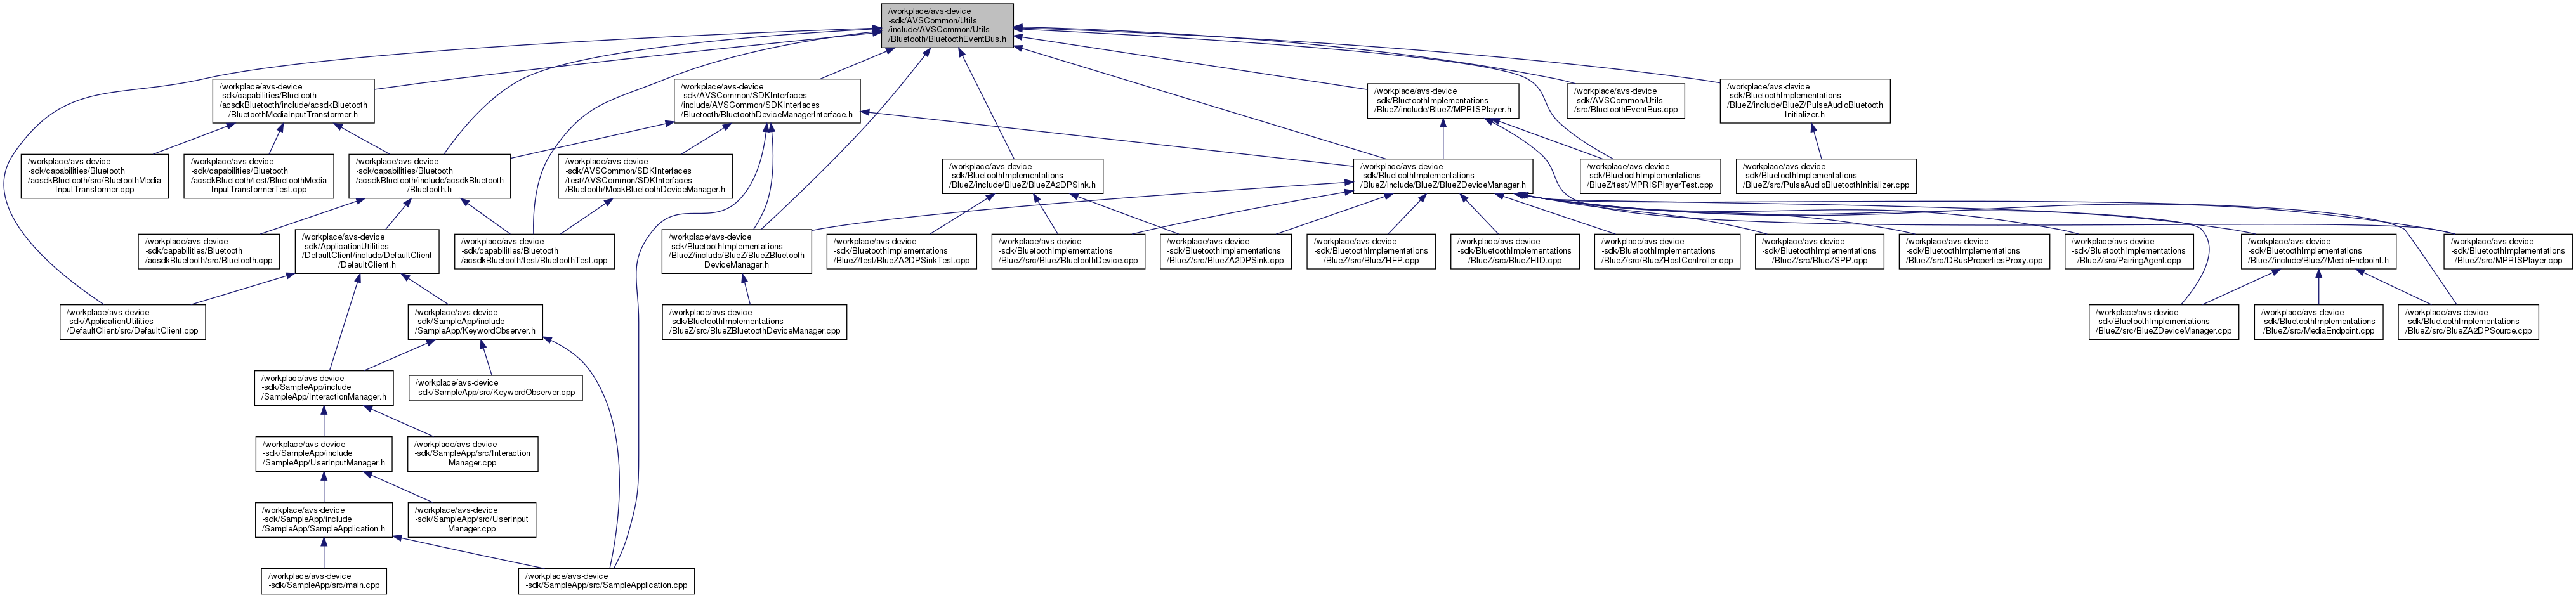 /workplace/avs-device
-sdk/AVSCommon/Utils
/include/AVSCommon/Utils
/Bluetooth/BluetoothEventBus.h
/workplace/avs-device
-sdk/capabilities/Bluetooth
/acsdkBluetooth/include/acsdkBluetooth
/BluetoothMediaInputTransformer.h
/workplace/avs-device
-sdk/AVSCommon/SDKInterfaces
/include/AVSCommon/SDKInterfaces
/Bluetooth/BluetoothDeviceManagerInterface.h
/workplace/avs-device
-sdk/BluetoothImplementations
/BlueZ/include/BlueZ/MPRISPlayer.h
/workplace/avs-device
-sdk/AVSCommon/Utils
/src/BluetoothEventBus.cpp
/workplace/avs-device
-sdk/BluetoothImplementations
/BlueZ/include/BlueZ/PulseAudioBluetooth
Initializer.h
/workplace/avs-device
-sdk/capabilities/Bluetooth
/acsdkBluetooth/src/BluetoothMedia
InputTransformer.cpp
/workplace/avs-device
-sdk/capabilities/Bluetooth
/acsdkBluetooth/test/BluetoothMedia
InputTransformerTest.cpp
/workplace/avs-device
-sdk/capabilities/Bluetooth
/acsdkBluetooth/include/acsdkBluetooth
/Bluetooth.h
/workplace/avs-device
-sdk/AVSCommon/SDKInterfaces
/test/AVSCommon/SDKInterfaces
/Bluetooth/MockBluetoothDeviceManager.h
/workplace/avs-device
-sdk/BluetoothImplementations
/BlueZ/include/BlueZ/BlueZA2DPSink.h
/workplace/avs-device
-sdk/BluetoothImplementations
/BlueZ/include/BlueZ/BlueZDeviceManager.h
/workplace/avs-device
-sdk/BluetoothImplementations
/BlueZ/test/MPRISPlayerTest.cpp
/workplace/avs-device
-sdk/BluetoothImplementations
/BlueZ/src/PulseAudioBluetoothInitializer.cpp
/workplace/avs-device
-sdk/capabilities/Bluetooth
/acsdkBluetooth/src/Bluetooth.cpp
/workplace/avs-device
-sdk/ApplicationUtilities
/DefaultClient/include/DefaultClient
/DefaultClient.h
/workplace/avs-device
-sdk/capabilities/Bluetooth
/acsdkBluetooth/test/BluetoothTest.cpp
/workplace/avs-device
-sdk/BluetoothImplementations
/BlueZ/include/BlueZ/BlueZBluetooth
DeviceManager.h
/workplace/avs-device
-sdk/BluetoothImplementations
/BlueZ/test/BlueZA2DPSinkTest.cpp
/workplace/avs-device
-sdk/BluetoothImplementations
/BlueZ/src/BlueZBluetoothDevice.cpp
/workplace/avs-device
-sdk/BluetoothImplementations
/BlueZ/src/BlueZA2DPSink.cpp
/workplace/avs-device
-sdk/BluetoothImplementations
/BlueZ/src/BlueZHFP.cpp
/workplace/avs-device
-sdk/BluetoothImplementations
/BlueZ/src/BlueZHID.cpp
/workplace/avs-device
-sdk/BluetoothImplementations
/BlueZ/src/BlueZHostController.cpp
/workplace/avs-device
-sdk/BluetoothImplementations
/BlueZ/src/BlueZSPP.cpp
/workplace/avs-device
-sdk/BluetoothImplementations
/BlueZ/src/DBusPropertiesProxy.cpp
/workplace/avs-device
-sdk/BluetoothImplementations
/BlueZ/src/PairingAgent.cpp
/workplace/avs-device
-sdk/BluetoothImplementations
/BlueZ/include/BlueZ/MediaEndpoint.h
/workplace/avs-device
-sdk/BluetoothImplementations
/BlueZ/src/MPRISPlayer.cpp
/workplace/avs-device
-sdk/ApplicationUtilities
/DefaultClient/src/DefaultClient.cpp
/workplace/avs-device
-sdk/SampleApp/include
/SampleApp/KeywordObserver.h
/workplace/avs-device
-sdk/BluetoothImplementations
/BlueZ/src/BlueZBluetoothDeviceManager.cpp
/workplace/avs-device
-sdk/BluetoothImplementations
/BlueZ/src/BlueZDeviceManager.cpp
/workplace/avs-device
-sdk/BluetoothImplementations
/BlueZ/src/MediaEndpoint.cpp
/workplace/avs-device
-sdk/BluetoothImplementations
/BlueZ/src/BlueZA2DPSource.cpp
/workplace/avs-device
-sdk/SampleApp/include
/SampleApp/InteractionManager.h
/workplace/avs-device
-sdk/SampleApp/src/KeywordObserver.cpp
/workplace/avs-device
-sdk/SampleApp/include
/SampleApp/UserInputManager.h
/workplace/avs-device
-sdk/SampleApp/src/Interaction
Manager.cpp
/workplace/avs-device
-sdk/SampleApp/include
/SampleApp/SampleApplication.h
/workplace/avs-device
-sdk/SampleApp/src/UserInput
Manager.cpp
/workplace/avs-device
-sdk/SampleApp/src/main.cpp
/workplace/avs-device
-sdk/SampleApp/src/SampleApplication.cpp